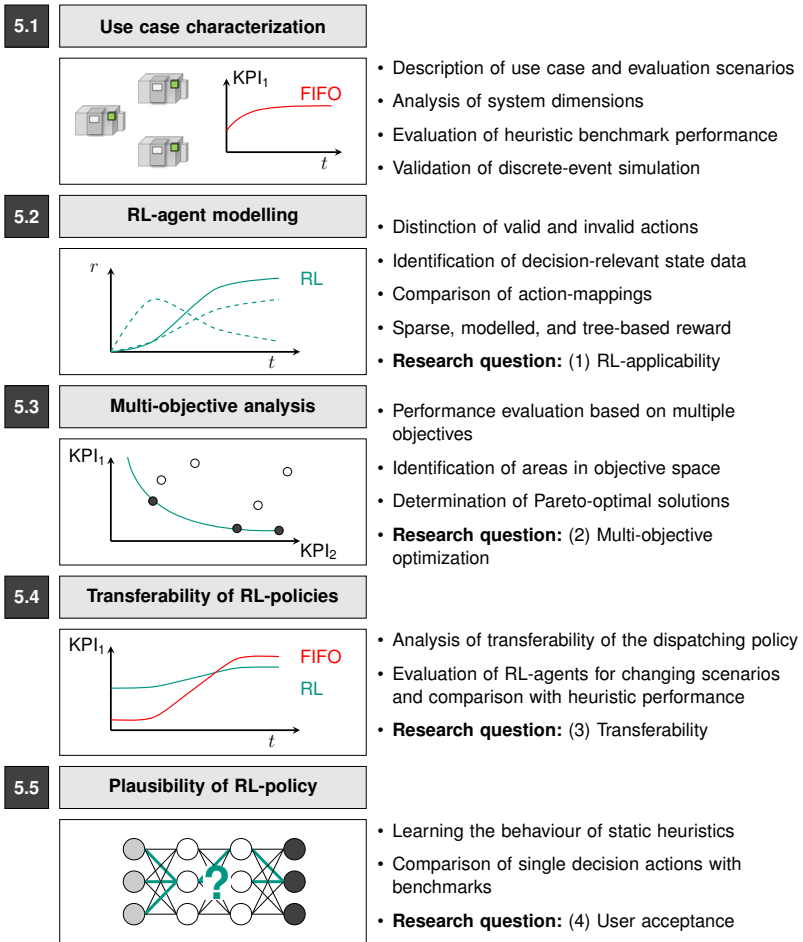 5.1
Use case characterization
KPI1
FIFO
t
• Description of use case and evaluation scenarios
• Analysis of system dimensions
• Evaluation of heuristic benchmark performance
• Validation of discrete-event simulation
5.2
RL-agent modelling
r
RL
t
• Distinction of valid and invalid actions
• Identification of decision-relevant state data
• Comparison of action-mappings
• Sparse, modelled, and tree-based reward
• Research question: (1) RL-applicability
5.3
Multi-objective analysis
KPI1
KPI2
• Performance evaluation based on multiple
objectives
• Identification of areas in objective space
• Determination of Pareto-optimal solutions
• Research question: (2) Multi-objective
optimization
5.4
Transferability of RL-policies
KPI1
FIFO
RL
t
• Analysis of transferability of the dispatching policy
• Evaluation of RL-agents for changing scenarios
and comparison with heuristic performance
• Research question: (3) Transferability
5.5
Plausibility of RL-policy
?
• Learning the behaviour of static heuristics
• Comparison of single decision actions with
benchmarks
• Research question: (4) User acceptance